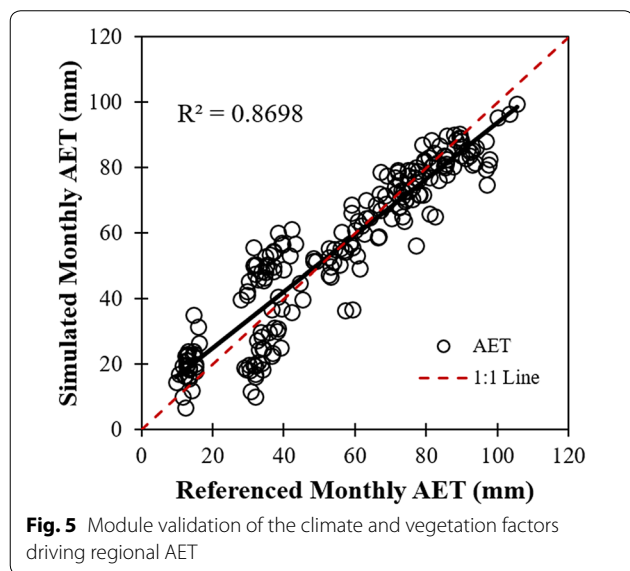 120
100
80
60
40
20
0
Simulated Monthly AET (mm)
R² = 0.8698
AET
1:1 Line
0 20 40 60 80 100 120
Referenced Monthly AET (mm)
Fig. 5 Module validation of the climate and vegetation factors
driving regional AET